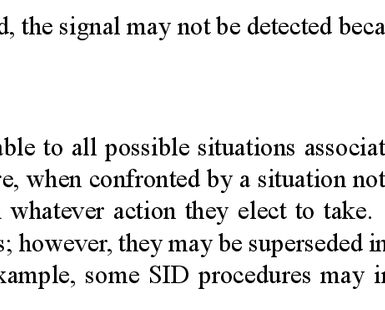 d, the signal may not be detected beca
able to all possible situations associat
re, when confronted by a situation not
whatever action they elect to take.
s; however, they may be superseded in
xample, some SID procedures may in